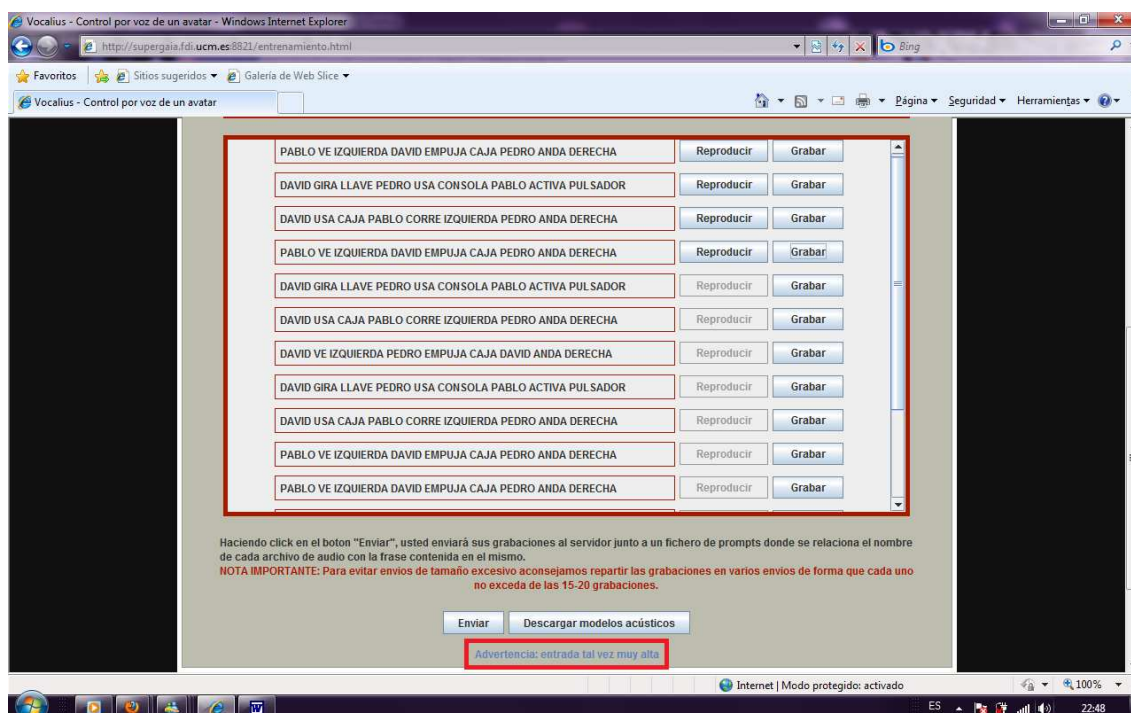 Vocalius - Control por voz de un avatar - Windows Internet Explorer
http://supergaia.fdi.ucm.es:8821/entrenamiento.html
Bing
Favoritos Sitios sugeridos Galería de Web Slice
Vocalius - Control por voz de un avatar
Página Seguridad Herramientas
PABLO VE IZQUIERDA DAVID EMPUJA CAJA PEDRO ANDA DERECHA Reproducir Grabar
DAVID GIRA LLAVE PEDRO USA CONSOLA PABLO ACTIVA PULSADOR Reproducir Grabar
DAVID USA CAJA PABLO CORRE IZQUIERDA PEDRO ANDA DERECHA Reproducir Grabar
PABLO VE IZQUIERDA DAVID EMPUJA CAJA PEDRO ANDA DERECHA Reproducir Grabar
DAVID GIRA LLAVE PEDRO USA CONSOLA PABLO ACTIVA PULSADOR Reproducir Grabar
DAVID USA CAJA PABLO CORRE IZQUIERDA PEDRO ANDA DERECHA Reproducir Grabar
DAVID VE IZQUIERDA PEDRO EMPUJA CAJA DAVID ANDA DERECHA Reproducir Grabar
DAVID GIRA LLAVE PEDRO USA CONSOLA PABLO ACTIVA PULSADOR Reproducir Grabar
DAVID USA CAJA PABLO CORRE IZQUIERDA PEDRO ANDA DERECHA Reproducir Grabar
PABLO VE IZQUIERDA DAVID EMPUJA CAJA PEDRO ANDA DERECHA Reproducir Grabar
PABLO VE IZQUIERDA DAVID EMPUJA CAJA PEDRO ANDA DERECHA Reproducir Grabar
Haciendo click en el boton "Enviar", usted enviará sus grabaciones al servidor junto a un fichero de prompts donde se relaciona el nombre
de cada archivo de audio con la frase contenida en el mismo.
NOTA IMPORTANTE: Para evitar envios de tamaño excesivo aconsejamos repartir las grabaciones en varios envios de forma que cada uno
no exceda de las 15-20 grabaciones.
Enviar Descargar modelos acústicos
Advertencia: entrada tal vez muy alta
Internet | Modo protegido: activado 100%
ES 22:48